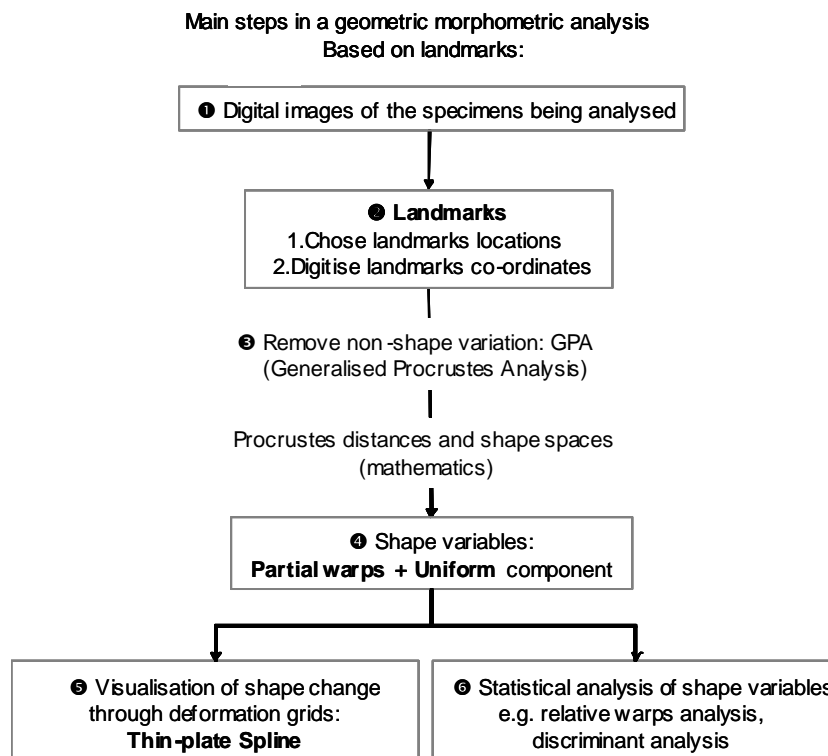 Main steps in a geometric morphometric analysis
Based on landmarks:
❶ Digital images of the specimens being analysed
❷ Landmarks
1.Chose landmarks locations
2.Digitise landmarks co-ordinates
❸ Remove non-shape variation: GPA
(Generalised Procrustes Analysis)
Procrustes distances and shape spaces
(mathematics)
❹ Shape variables:
Partial warps + Uniform component
❺ Visualisation of shape change
through deformation grids:
Thin-plate Spline
❻ Statistical analysis of shape variables
e.g. relative warps analysis,
discriminant analysis